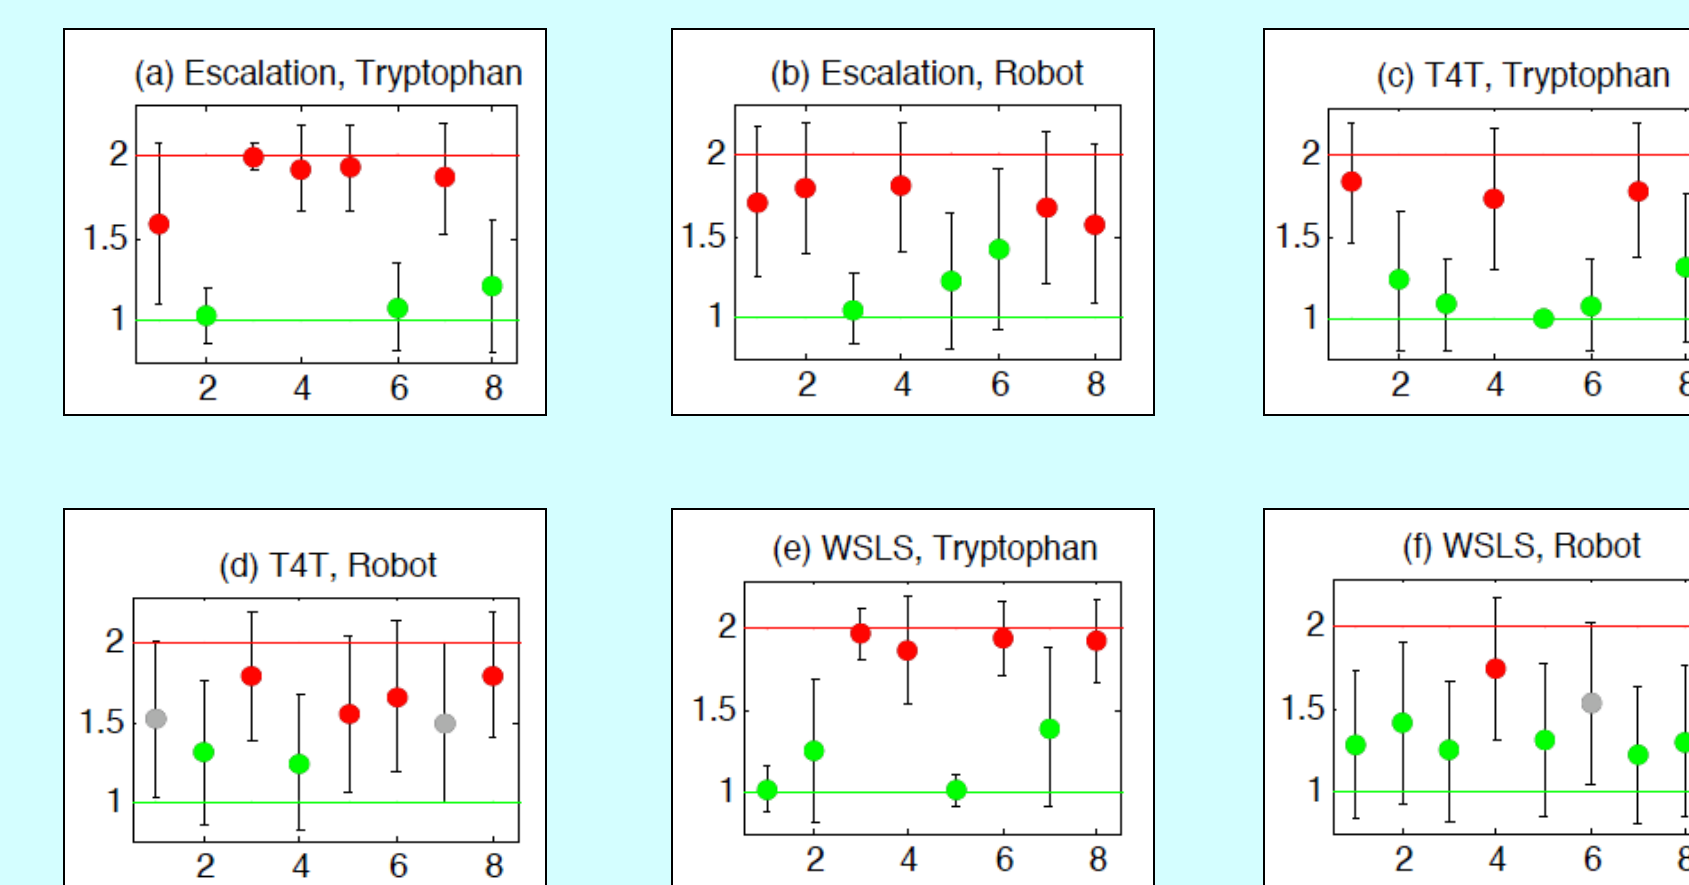 (a) Escalation, Tryptophan
2
1.5
1
2 4 6 8
(b) Escalation, Robot
2
1.5
1
2 4 6 8
(c) T4T, Tryptophan
2
1.5
1
2 4 6 8
(d) T4T, Robot
2
1.5
1
2 4 6 8
(e) WSLS, Tryptophan
2
1.5
1
2 4 6 8
(f) WSLS, Robot
2
1.5
1
2 4 6 8